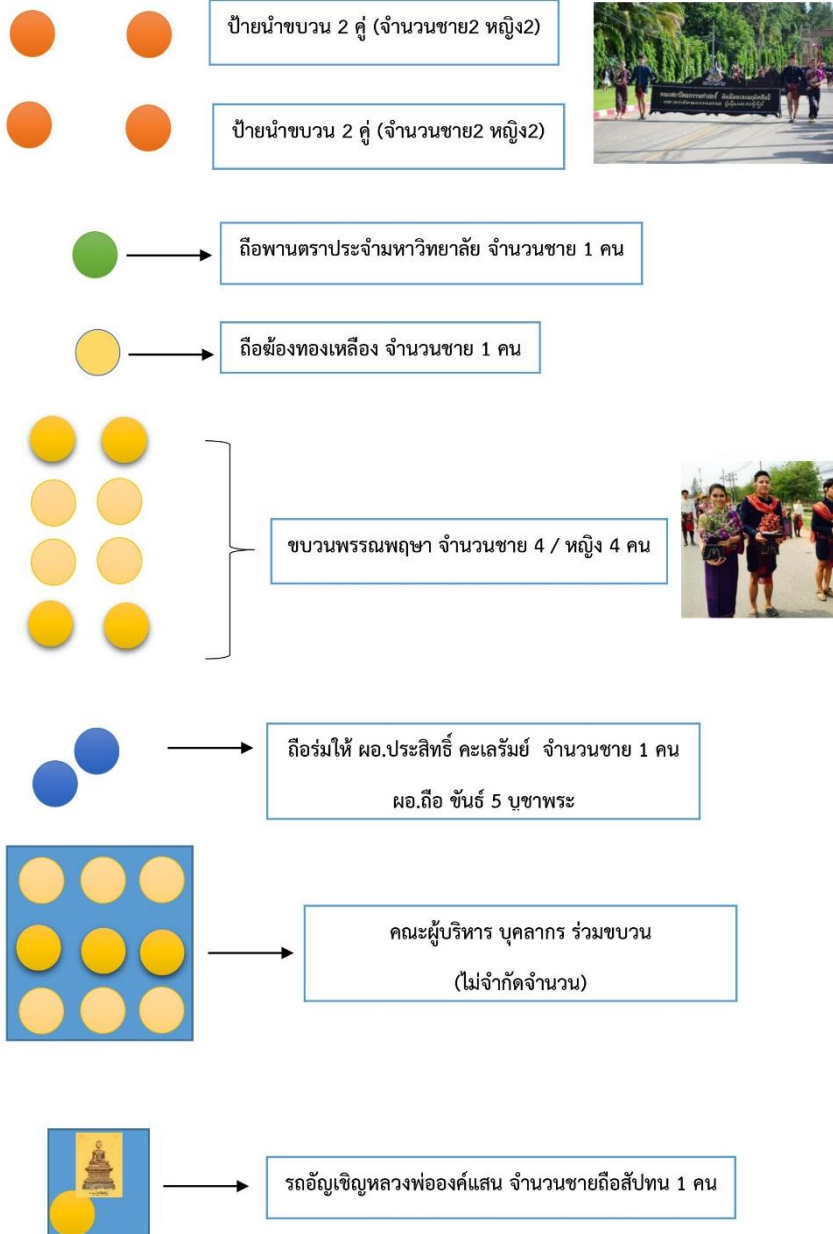 ป้ายนำขบวน 2 คู่ (จำนวนชาย2 หญิง2)
ป้ายนำขบวน 2 คู่ (จำนวนชาย2 หญิง2)
ถือพานตราประจำมหาวิทยาลัย จำนวนชาย 1 คน
ถือฆ้องทองเหลือง จำนวนชาย 1 คน
ขบวนพรรณพฤษา จำนวนชาย 4 / หญิง 4 คน
ถือร่มให้ ผอ.ประสิทธิ์ คะเลรัมย์ จำนวนชาย 1 คน
ผอ.ถือ ขันธ์ 5 บูชาพระ
คณะผู้บริหาร บุคลากร ร่วมขบวน
(ไม่จำกัดจำนวน)
รถอัญเชิญหลวงพ่อองค์แสน จำนวนชายถือสัปทน 1 คน